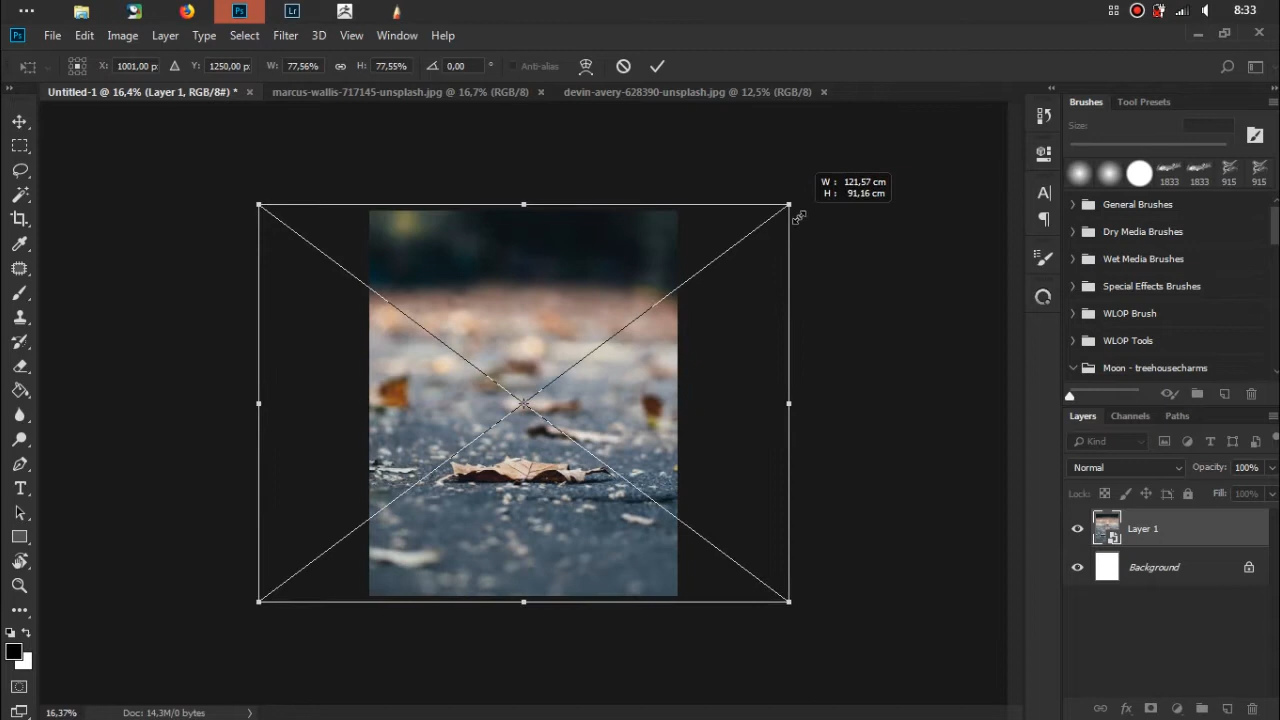 Ps Lr 8:33
Ps File Edit Image Layer Type Select Filter 3D View Window Help
X: 1001,00 p: Y: 1250,00 p: W: 77,56% H: 77,55% 0,00 ° Anti-alias
Untitled-1 @ 16,4% (Layer 1, RGB/8#) * × marcus-wallis-717145-unsplash.jpg @ 16,7% (RGB/8) × devin-avery-628390-unsplash.jpg @ 12,5% (RGB/8) ×
Brushes Tool Presets
Size:
1833 1833 915 915
W : 121,57 cm
H : 91,16 cm
General Brushes
Dry Media Brushes
Wet Media Brushes
Special Effects Brushes
WLOP Brush
WLOP Tools
Moon - treehousecharms
Layers Channels Paths
Kind
Normal Opacity: 100%
Lock: Fill: 100%
Layer 1
Background
16,37% Doc: 14,3M/0 bytes